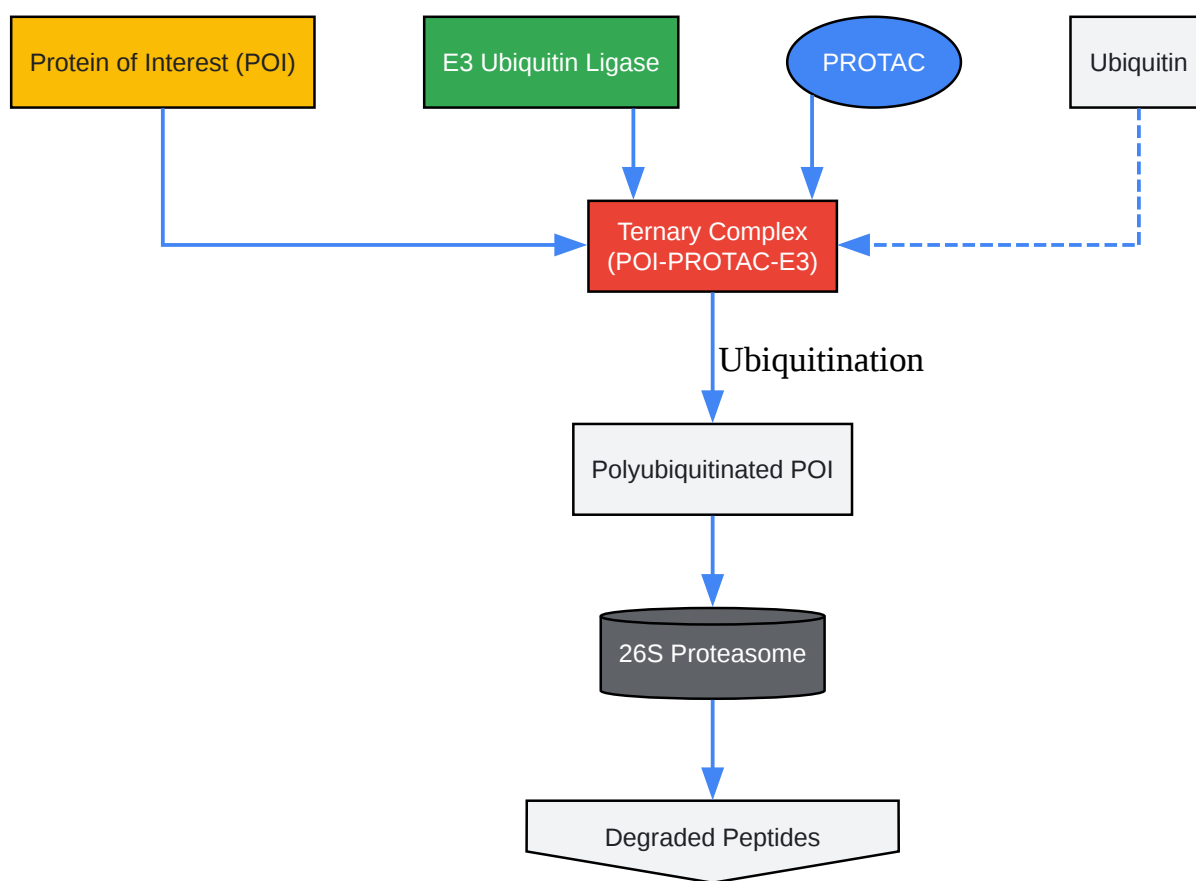 Protein of Interest (POI)
E3 Ubiquitin Ligase
PROTAC
Ubiquitin
Ternary Complex
(POI-PROTAC-E3)
Ubiquitination
Polyubiquitinated POI
26S Proteasome
Degraded Peptides